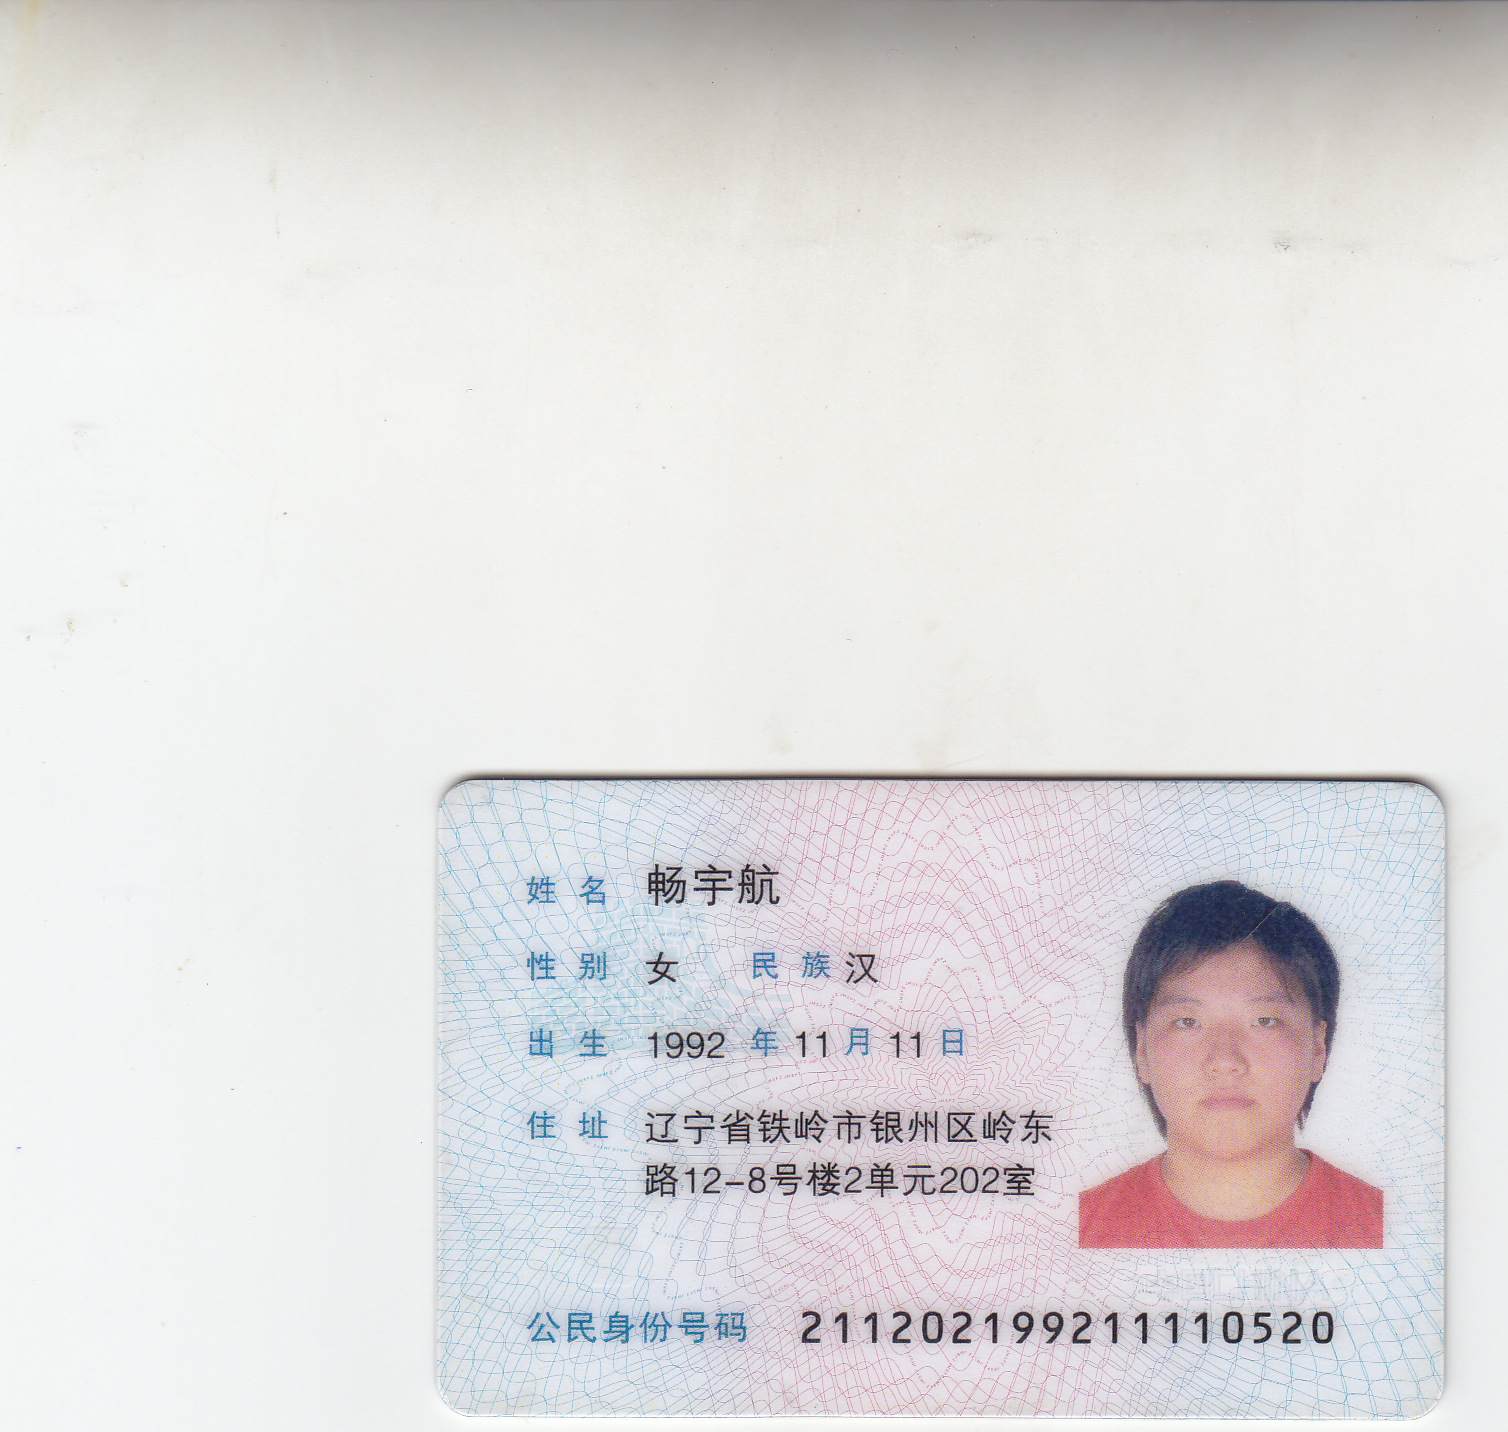 姓名 畅宇航
性别 女 民族 汉
出生 1992 年 11 月 11 日
住址 辽宁省铁岭市银州区岭东
路12-8号楼2单元202室
公民身份号码 211202199211110520